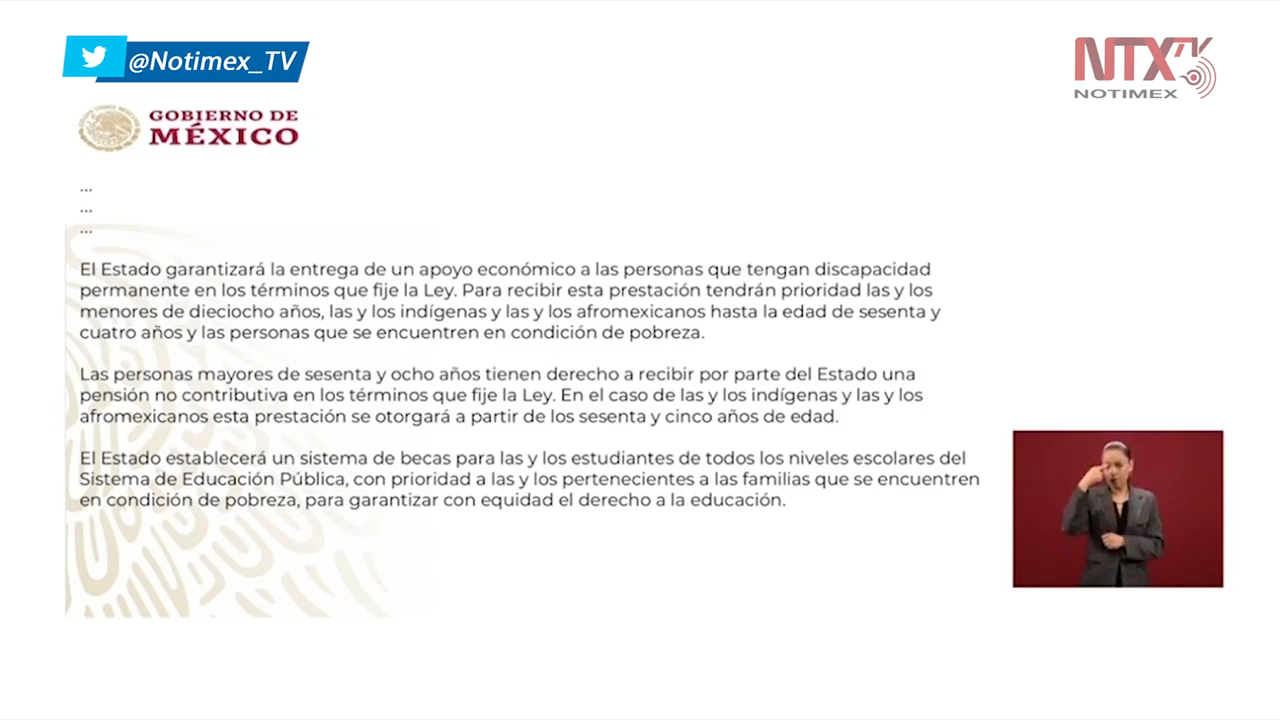 @Notimex_TV
NTX TV
NOTIMEX
GOBIERNO DE
MÉXICO
...
...
...
El Estado garantizará la entrega de un apoyo económico a las personas que tengan discapacidad
permanente en los términos que fije la Ley. Para recibir esta prestación tendrán prioridad las y los
menores de dieciocho años, las y los indígenas y las y los afromexicanos hasta la edad de sesenta y
cuatro años y las personas que se encuentren en condición de pobreza.
Las personas mayores de sesenta y ocho años tienen derecho a recibir por parte del Estado una
pensión no contributiva en los términos que fije la Ley. En el caso de las y los indígenas y las y los
afromexicanos esta prestación se otorgará a partir de los sesenta y cinco años de edad.
El Estado establecerá un sistema de becas para las y los estudiantes de todos los niveles escolares del
Sistema de Educación Pública, con prioridad a las y los pertenecientes a las familias que se encuentren
en condición de pobreza, para garantizar con equidad el derecho a la educación.